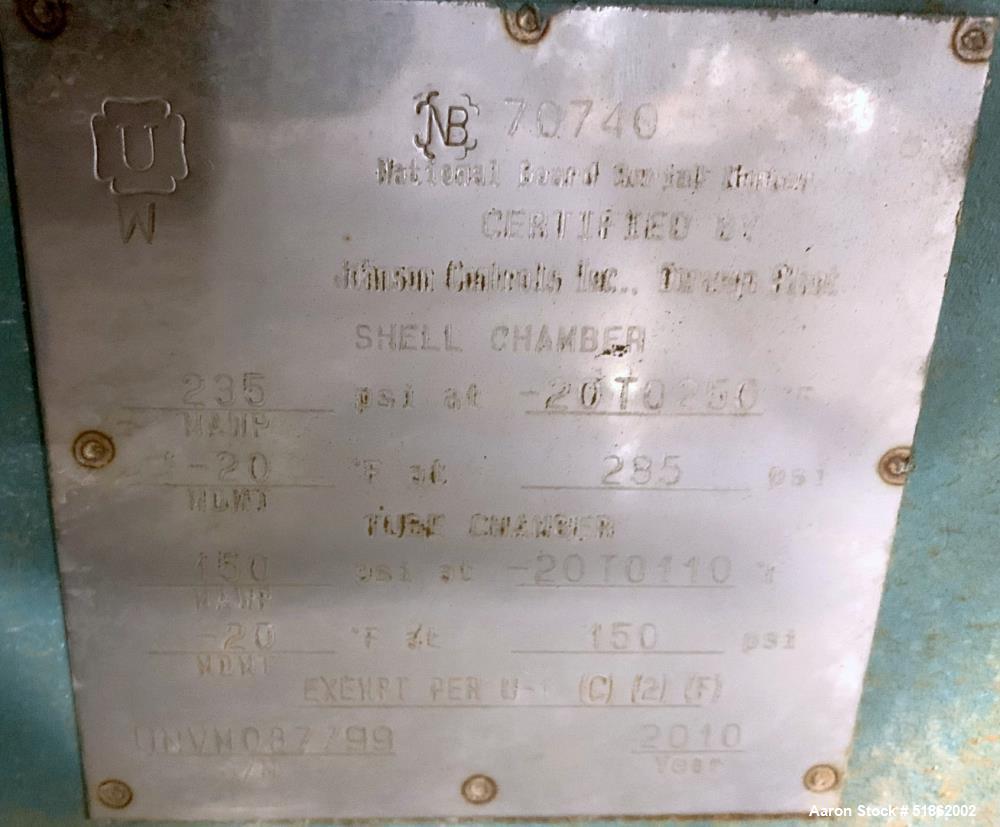 U
W
NB 70740
National Board Number
CERTIFIED BY
Johnson Controls Inc.,
SHELL CHAMBER
235 psi at -20TO250 °F
MAWP
-20 °F at 285 psi
MDMT
TUBE CHAMBER
150 psi at -20TO110 °F
MAWP
-20 °F at 150 psi
MDMT
EXEMPT PER U-1 (C) (2) (F)
2010
Year
Aaron Stock # 51862002